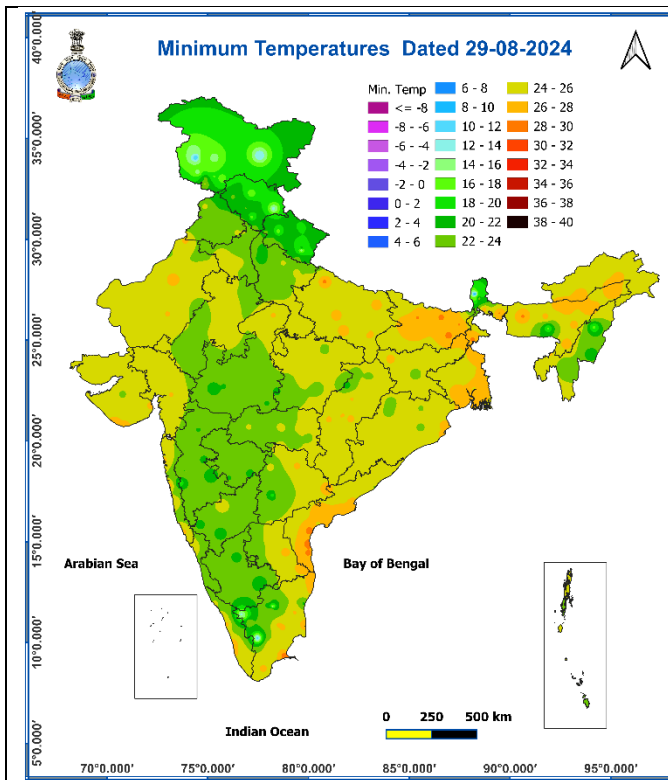 Minimum Temperatures Dated 29-08-2024
Min. Temp
<= -8
-8 - -6
-6 - -4
-4 - -2
-2 - 0
0 - 2
2 - 4
4 - 6
6 - 8
8 - 10
10 - 12
12 - 14
14 - 16
16 - 18
18 - 20
20 - 22
22 - 24
24 - 26
26 - 28
28 - 30
30 - 32
32 - 34
34 - 36
36 - 38
38 - 40
40°0.000'
35°0.000'
30°0.000'
25°0.000'
20°0.000'
15°0.000'
10°0.000'
5°0.000'
Arabian Sea
Bay of Bengal
Indian Ocean
0 250 500 km
70°0.000' 75°0.000' 80°0.000' 85°0.000' 90°0.000' 95°0.000'